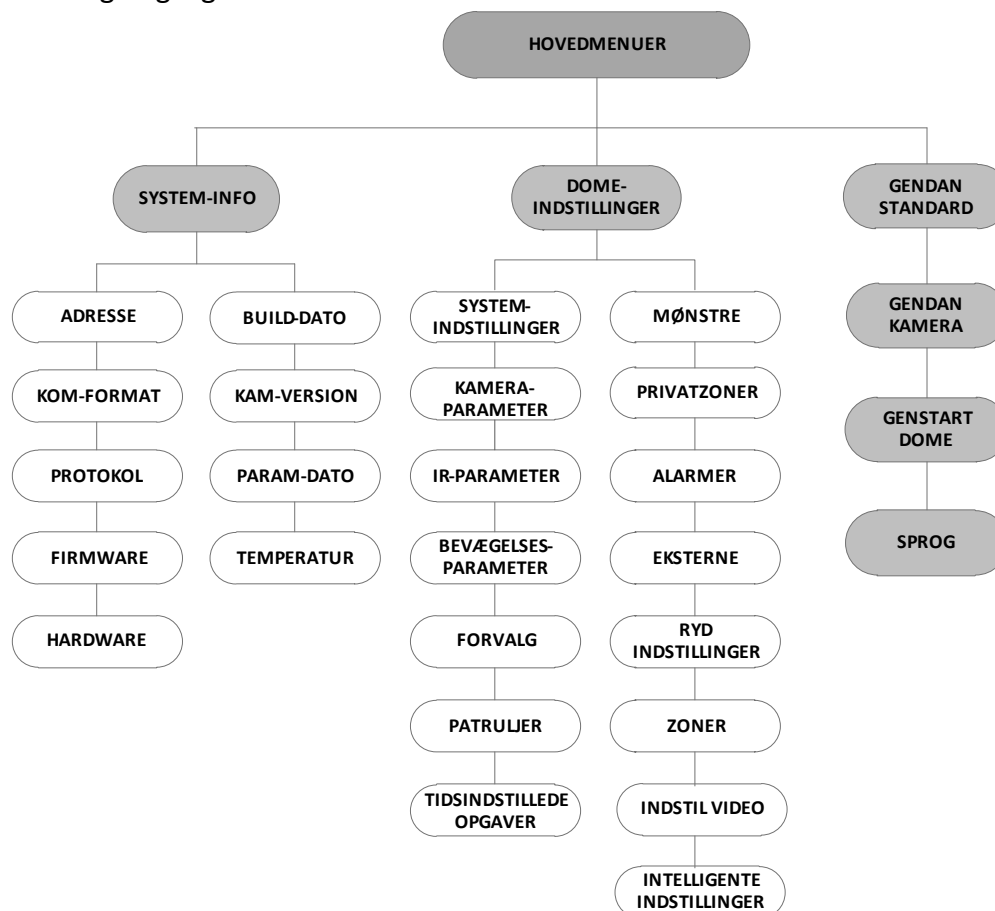 HOVEDMENUER
SYSTEM-INFO
ADRESSE
KOM-FORMAT
PROTOKOL
FIRMWARE
HARDWARE
BUILD-DATO
KAM-VERSION
PARAM-DATO
TEMPERATUR
DOME-
INDSTILLINGER
SYSTEM-
INDSTILLINGER
KAMERA-
PARAMETER
IR-PARAMETER
BEVÆGELSES-
PARAMETER
FORVALG
PATRULJER
TIDSINDSTILLEDE
OPGAVER
MØNSTRE
PRIVATZONER
ALARMER
EKSTERNE
RYD
INDSTILLINGER
ZONER
INDSTIL VIDEO
INTELLIGENTE
INDSTILLINGER
GENDAN
STANDARD
GENDAN
KAMERA
GENSTART
DOME
SPROG